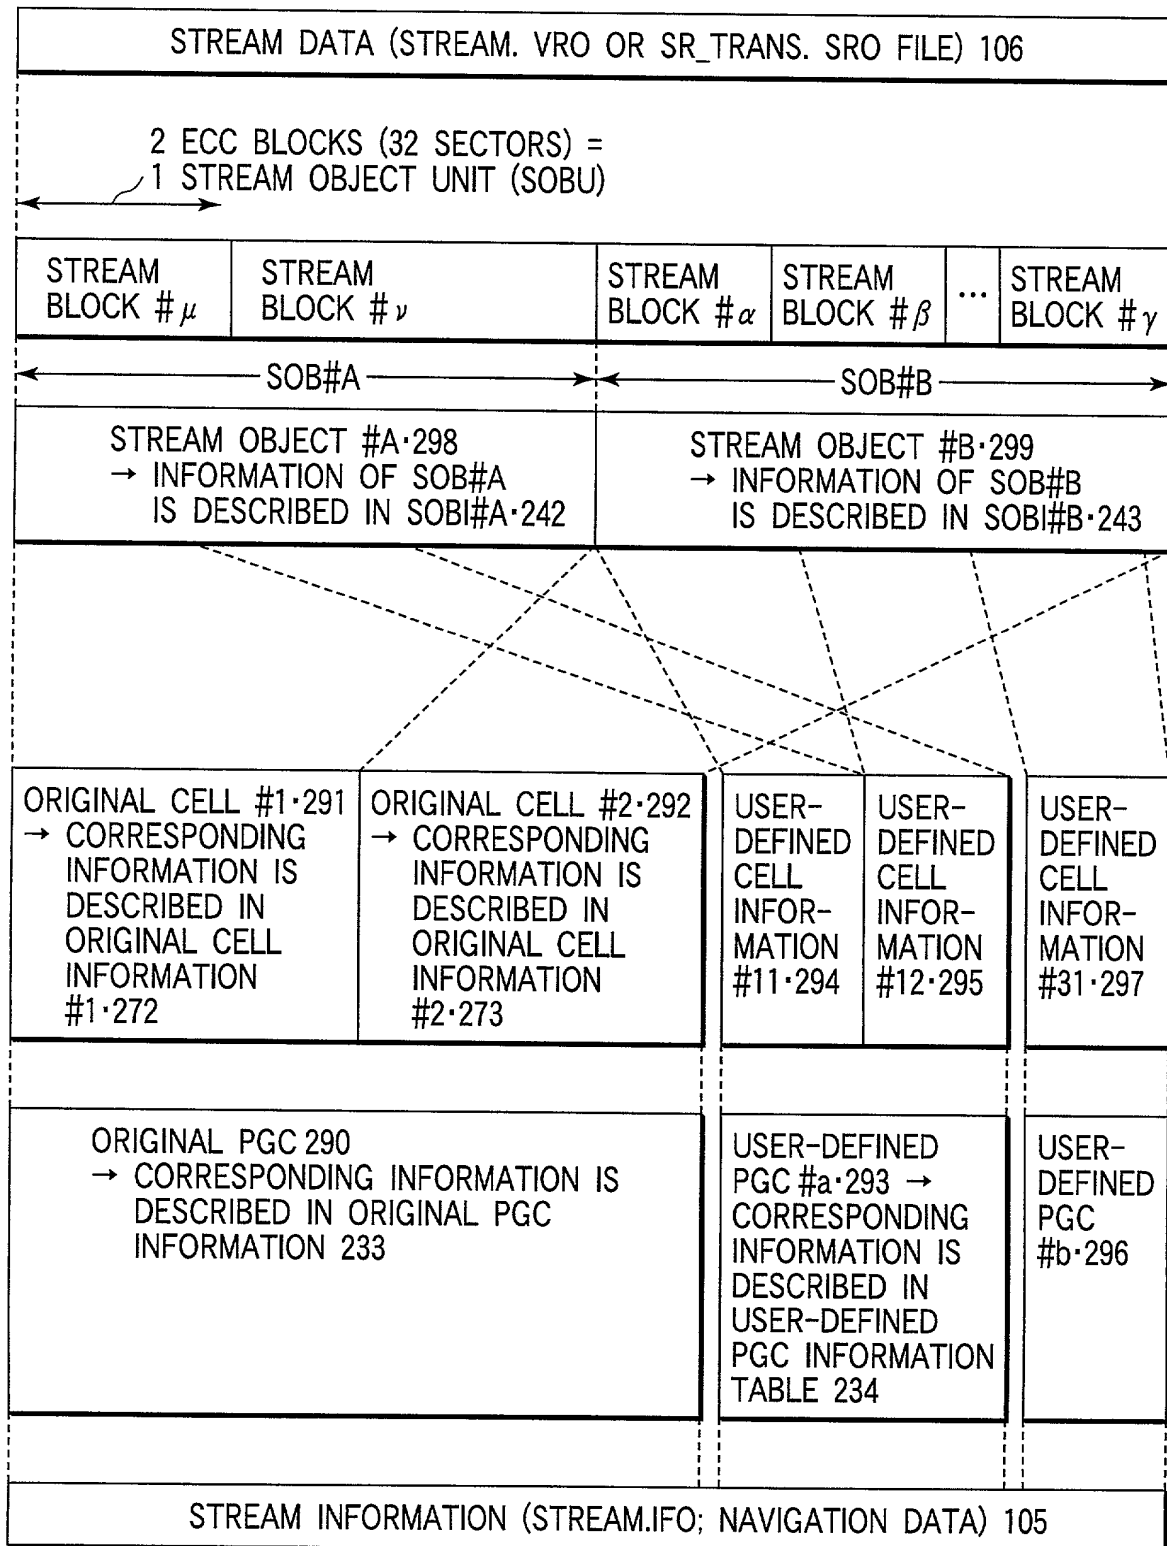 STREAM DATA (STREAM. VRO OR SR_TRANS. SRO FILE) 106
2 ECC BLOCKS (32 SECTORS) =
1 STREAM OBJECT UNIT (SOBU)
STREAM
BLOCK #μ
STREAM
BLOCK #ν
STREAM
BLOCK #α
STREAM
BLOCK #β
...
STREAM
BLOCK #γ
SOB#A
SOB#B
STREAM OBJECT #A·298
→ INFORMATION OF SOB#A
IS DESCRIBED IN SOBI#A·242
STREAM OBJECT #B·299
→ INFORMATION OF SOB#B
IS DESCRIBED IN SOBI#B·243
ORIGINAL CELL #1·291
→ CORRESPONDING
INFORMATION IS
DESCRIBED IN
ORIGINAL CELL
INFORMATION
#1·272
ORIGINAL CELL #2·292
→ CORRESPONDING
INFORMATION IS
DESCRIBED IN
ORIGINAL CELL
INFORMATION
#2·273
USER-
DEFINED
CELL
INFOR-
MATION
#11·294
USER-
DEFINED
CELL
INFOR-
MATION
#12·295
USER-
DEFINED
CELL
INFOR-
MATION
#31·297
ORIGINAL PGC 290
→ CORRESPONDING INFORMATION IS
DESCRIBED IN ORIGINAL PGC
INFORMATION 233
USER-DEFINED
PGC #a·293 →
CORRESPONDING
INFORMATION IS
DESCRIBED IN
USER-DEFINED
PGC INFORMATION
TABLE 234
USER-
DEFINED
PGC
#b·296
STREAM INFORMATION (STREAM.IFO; NAVIGATION DATA) 105